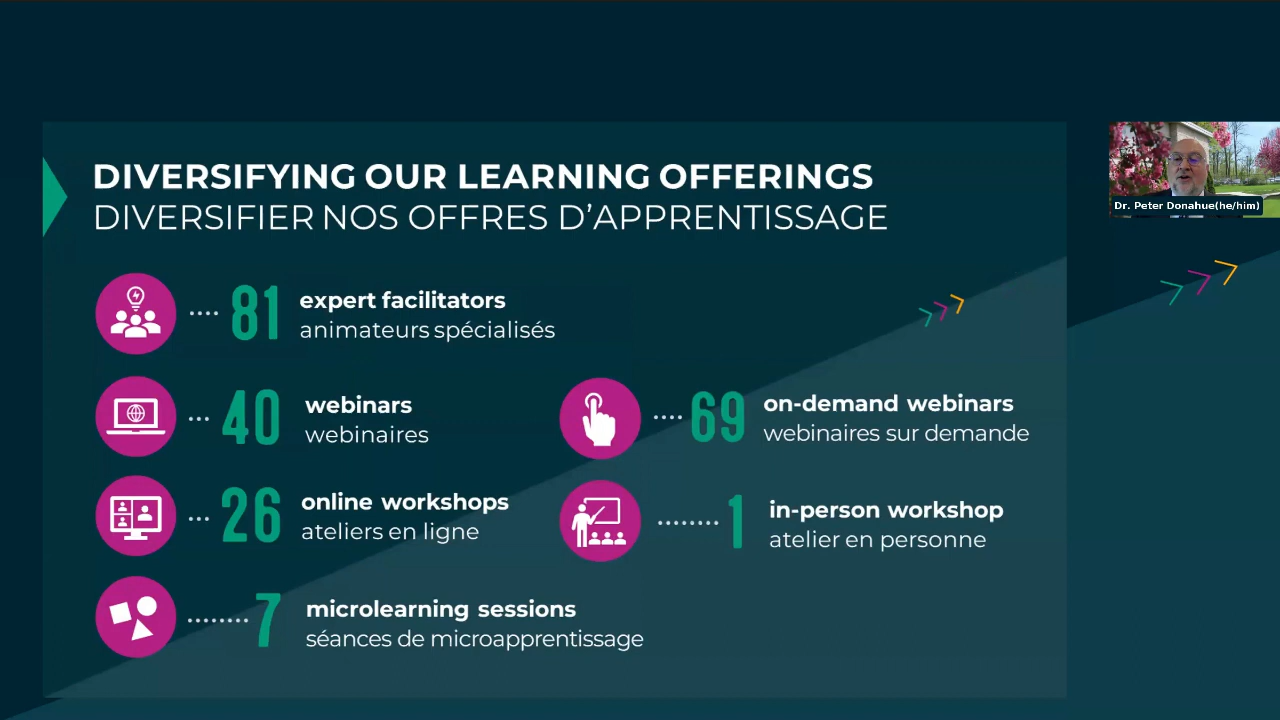 DIVERSIFYING OUR LEARNING OFFERINGS
DIVERSIFIER NOS OFFRES D’APPRENTISSAGE
81
expert facilitators
animateurs spécialisés
40
webinars
webinaires
69
on-demand webinars
webinaires sur demande
26
online workshops
ateliers en ligne
1
in-person workshop
atelier en personne
7
microlearning sessions
séances de microapprentissage
Dr. Peter Donahue(he/him)